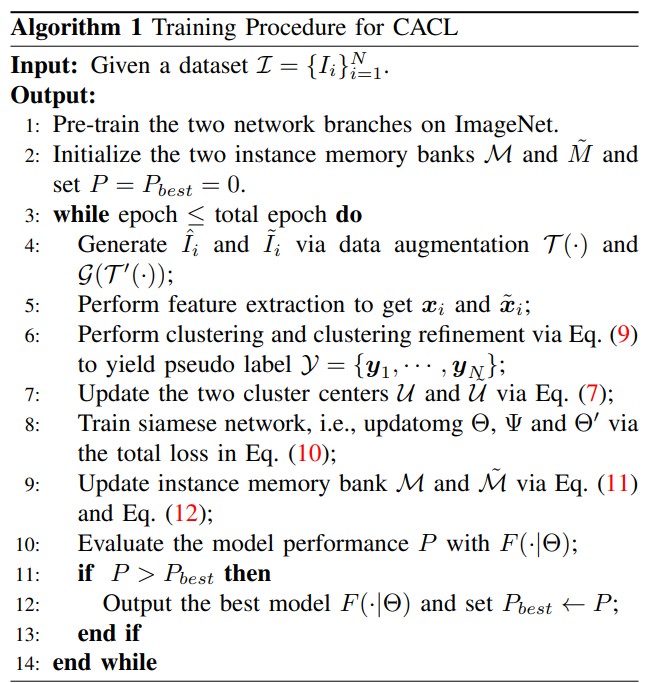 Algorithm 1 Training Procedure for CACL
Input: Given a dataset $\mathcal{I} = \{I_i\}_{i=1}^{N}$.
Output:
1: Pre-train the two network branches on ImageNet.
2: Initialize the two instance memory banks $\mathcal{M}$ and $\tilde{M}$ and
set $P = P_{best} = 0$.
3: while epoch ≤ total epoch do
4: Generate $\hat{I}_i$ and $\tilde{I}_i$ via data augmentation $\mathcal{T}(\cdot)$ and
$\mathcal{G}(\mathcal{T}'(\cdot))$;
5: Perform feature extraction to get $\boldsymbol{x}_i$ and $\tilde{\boldsymbol{x}}_i$;
6: Perform clustering and clustering refinement via Eq. (9)
to yield pseudo label $\mathcal{Y} = \{\boldsymbol{y}_1, \cdots, \boldsymbol{y}_N\}$;
7: Update the two cluster centers $\mathcal{U}$ and $\tilde{\mathcal{U}}$ via Eq. (7);
8: Train siamese network, i.e., updatomg $\Theta$, $\Psi$ and $\Theta'$ via
the total loss in Eq. (10);
9: Update instance memory bank $\mathcal{M}$ and $\tilde{\mathcal{M}}$ via Eq. (11)
and Eq. (12);
10: Evaluate the model performance $P$ with $F(\cdot|\Theta)$;
11: if $P > P_{best}$ then
12: Output the best model $F(\cdot|\Theta)$ and set $P_{best} \leftarrow P$;
13: end if
14: end while